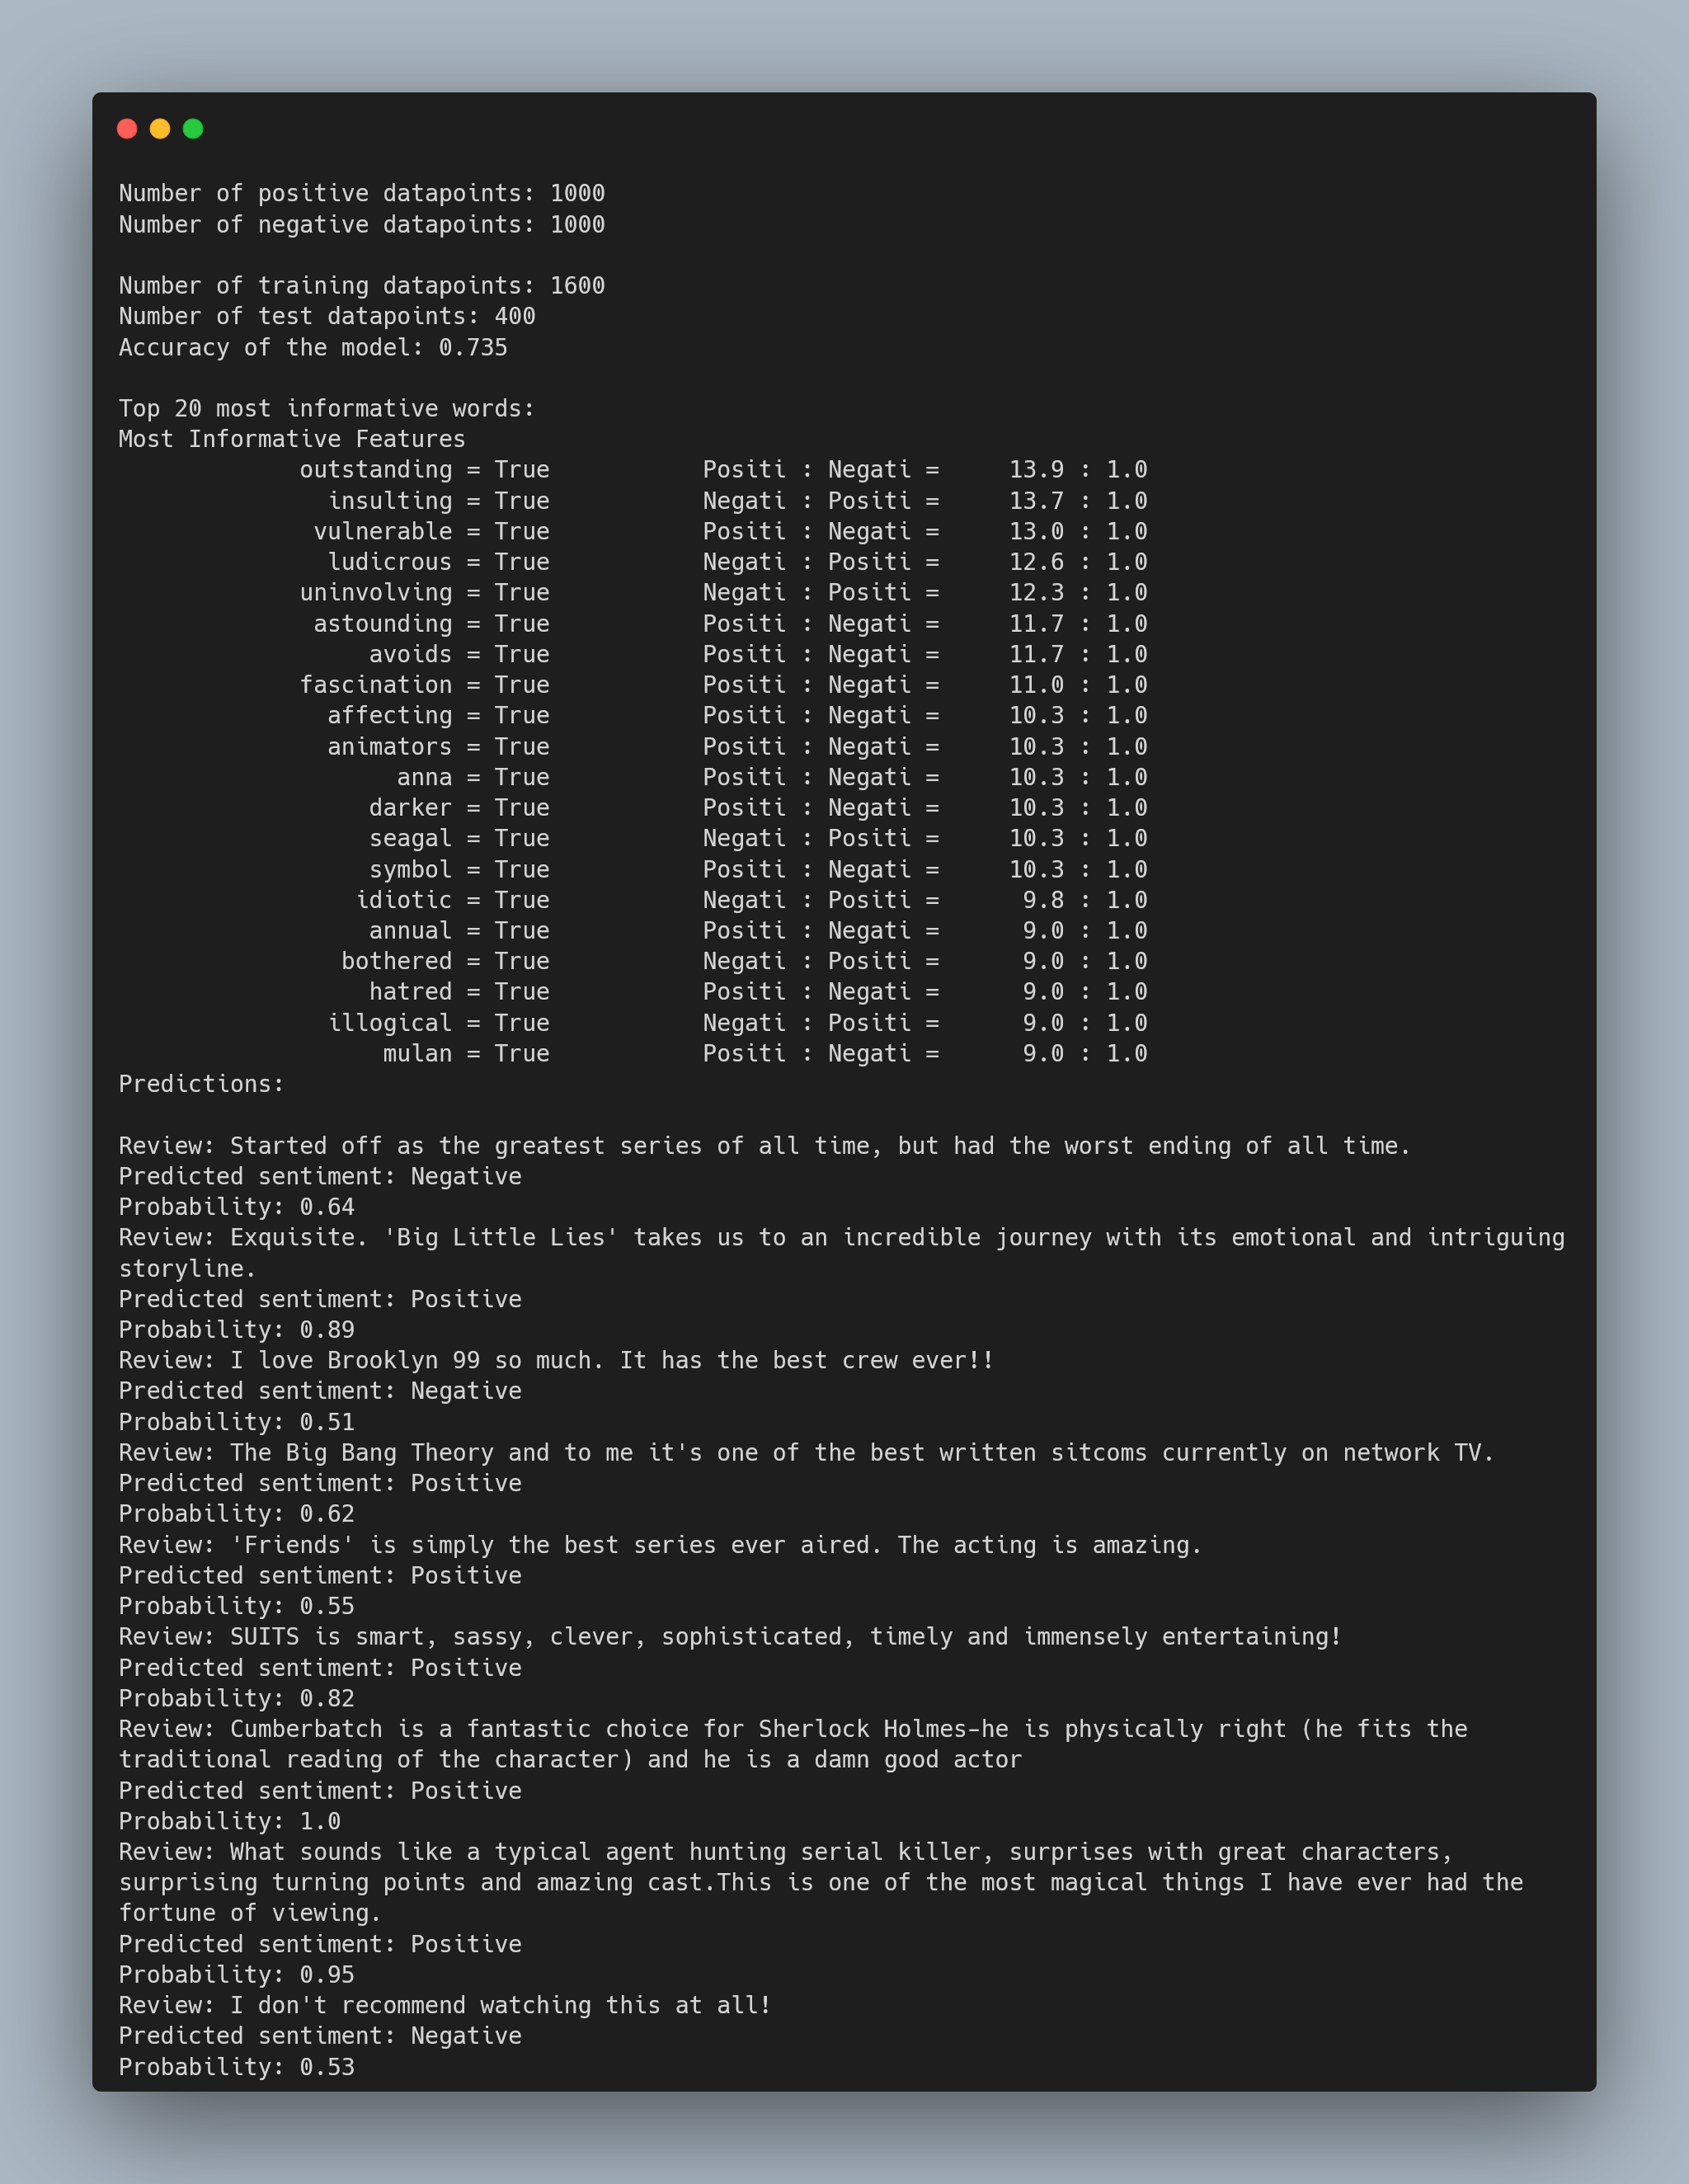 Number of positive datapoints: 1000
Number of negative datapoints: 1000
Number of training datapoints: 1600
Number of test datapoints: 400
Accuracy of the model: 0.735
Top 20 most informative words:
Most Informative Features
outstanding = True Positi : Negati = 13.9 : 1.0
insulting = True Negati : Positi = 13.7 : 1.0
vulnerable = True Positi : Negati = 13.0 : 1.0
ludicrous = True Negati : Positi = 12.6 : 1.0
uninvolving = True Negati : Positi = 12.3 : 1.0
astounding = True Positi : Negati = 11.7 : 1.0
avoids = True Positi : Negati = 11.7 : 1.0
fascination = True Positi : Negati = 11.0 : 1.0
affecting = True Positi : Negati = 10.3 : 1.0
animators = True Positi : Negati = 10.3 : 1.0
anna = True Positi : Negati = 10.3 : 1.0
darker = True Positi : Negati = 10.3 : 1.0
seagal = True Negati : Positi = 10.3 : 1.0
symbol = True Positi : Negati = 10.3 : 1.0
idiotic = True Negati : Positi = 9.8 : 1.0
annual = True Positi : Negati = 9.0 : 1.0
bothered = True Negati : Positi = 9.0 : 1.0
hatred = True Positi : Negati = 9.0 : 1.0
illogical = True Negati : Positi = 9.0 : 1.0
mulan = True Positi : Negati = 9.0 : 1.0
Predictions:
Review: Started off as the greatest series of all time, but had the worst ending of all time.
Predicted sentiment: Negative
Probability: 0.64
Review: Exquisite. 'Big Little Lies' takes us to an incredible journey with its emotional and intriguing
storyline.
Predicted sentiment: Positive
Probability: 0.89
Review: I love Brooklyn 99 so much. It has the best crew ever!!
Predicted sentiment: Negative
Probability: 0.51
Review: The Big Bang Theory and to me it's one of the best written sitcoms currently on network TV.
Predicted sentiment: Positive
Probability: 0.62
Review: 'Friends' is simply the best series ever aired. The acting is amazing.
Predicted sentiment: Positive
Probability: 0.55
Review: SUITS is smart, sassy, clever, sophisticated, timely and immensely entertaining!
Predicted sentiment: Positive
Probability: 0.82
Review: Cumberbatch is a fantastic choice for Sherlock Holmes-he is physically right (he fits the
traditional reading of the character) and he is a damn good actor
Predicted sentiment: Positive
Probability: 1.0
Review: What sounds like a typical agent hunting serial killer, surprises with great characters,
surprising turning points and amazing cast.This is one of the most magical things I have ever had the
fortune of viewing.
Predicted sentiment: Positive
Probability: 0.95
Review: I don't recommend watching this at all!
Predicted sentiment: Negative
Probability: 0.53